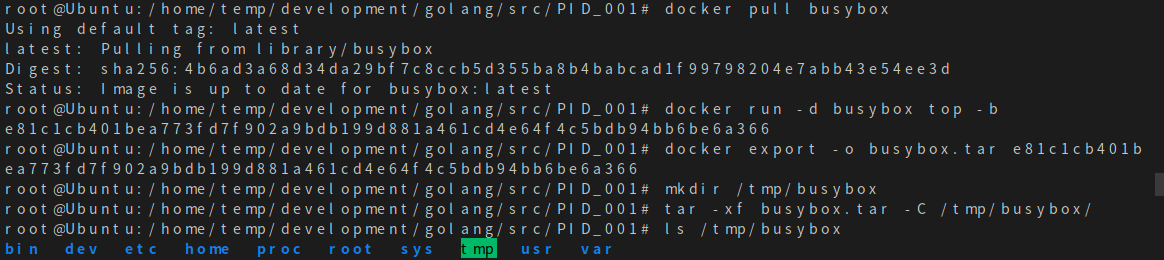 root@Ubuntu:/home/temp/development/golang/src/PID_001# docker pull busybox
Using default tag: latest
latest: Pulling from library/busybox
Digest: sha256:4b6ad3a68d34da29bf7c8ccb5d355ba8b4babcad1f99798204e7abb43e54ee3d
Status: Image is up to date for busybox:latest
root@Ubuntu:/home/temp/development/golang/src/PID_001# docker run -d busybox top -b
e81c1cb401bea773fd7f902a9bdb199d881a461cd4e64f4c5bdb94bb6be6a366
root@Ubuntu:/home/temp/development/golang/src/PID_001# docker export -o busybox.tar e81c1cb401b
ea773fd7f902a9bdb199d881a461cd4e64f4c5bdb94bb6be6a366
root@Ubuntu:/home/temp/development/golang/src/PID_001# mkdir /tmp/busybox
root@Ubuntu:/home/temp/development/golang/src/PID_001# tar -xf busybox.tar -C /tmp/busybox/
root@Ubuntu:/home/temp/development/golang/src/PID_001# ls /tmp/busybox
bin dev etc home proc root sys tmp usr var